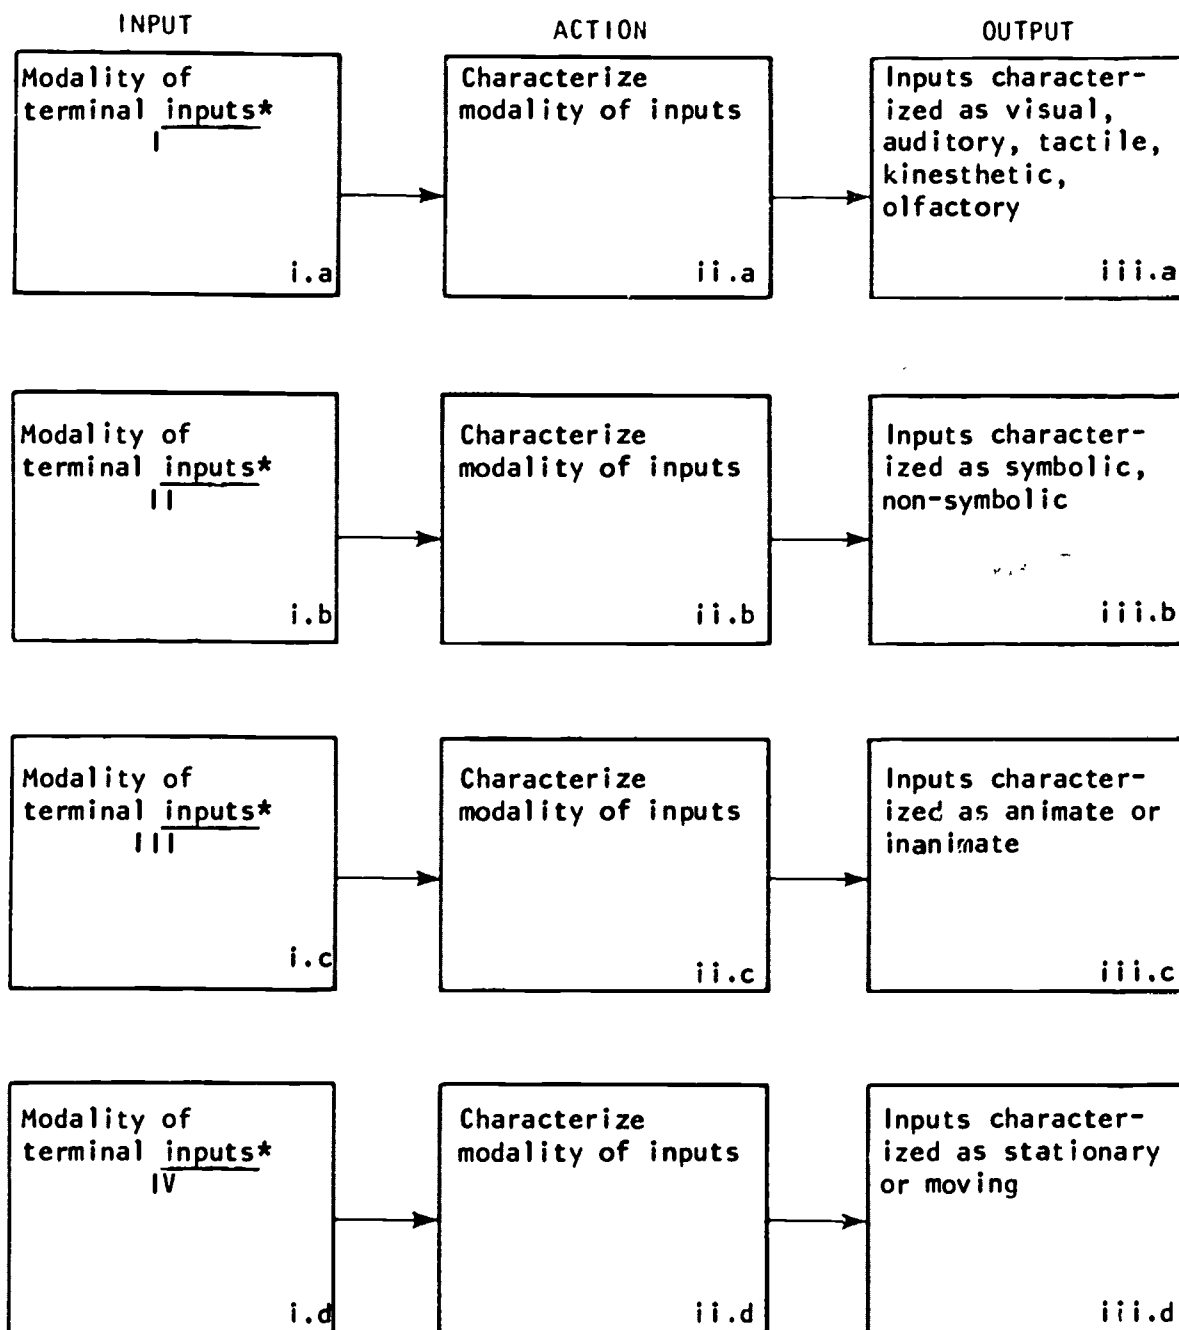 INPUT
ACTION
OUTPUT
Modality of
terminal inputs*
I
i.a
Characterize
modality of inputs
ii.a
Inputs character-
ized as visual,
auditory, tactile,
kinesthetic,
olfactory
iii.a
Modality of
terminal inputs*
II
i.b
Characterize
modality of inputs
ii.b
Inputs character-
ized as symbolic,
non-symbolic
iii.b
Modality of
terminal inputs*
III
i.c
Characterize
modality of inputs
ii.c
Inputs character-
ized as animate or
inanimate
iii.c
Modality of
terminal inputs*
IV
i.d
Characterize
modality of inputs
ii.d
Inputs character-
ized as stationary
or moving
iii.d